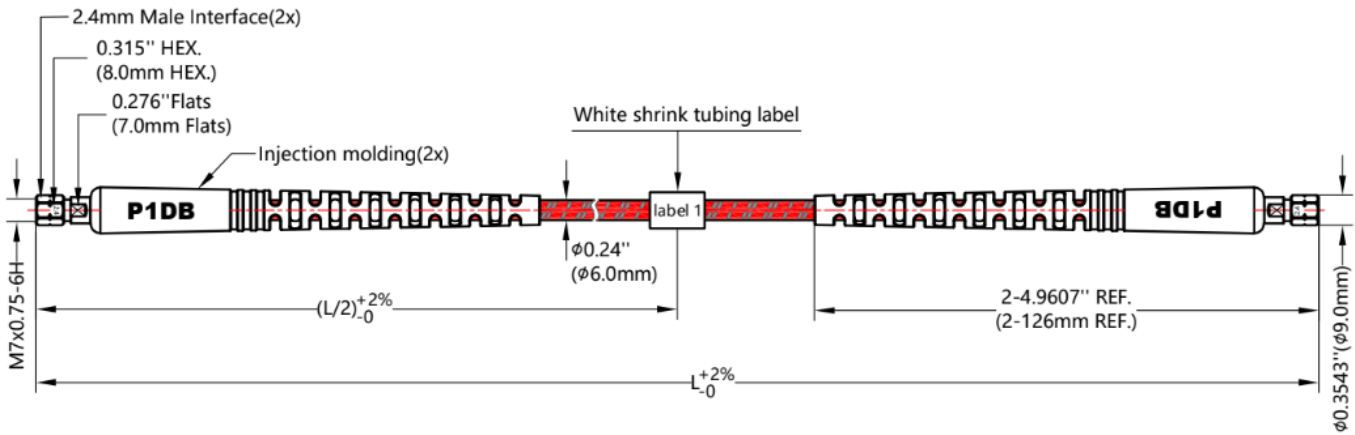 2.4mm Male Interface(2x)
0.315'' HEX.
(8.0mm HEX.)
0.276''Flats
(7.0mm Flats)
Injection molding(2x)
White shrink tubing label
P1DB
label 1
P1DB
ϕ0.24''
(ϕ6.0mm)
M7x0.75-6H
(L/2)+2%
-0
2-4.9607'' REF.
(2-126mm REF.)
L+2%
-0
ϕ0.3543''(ϕ9.0mm)